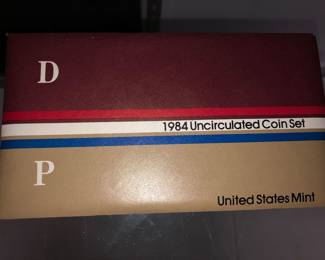 D
1984 Uncirculated Coin Set
P
United States Mint